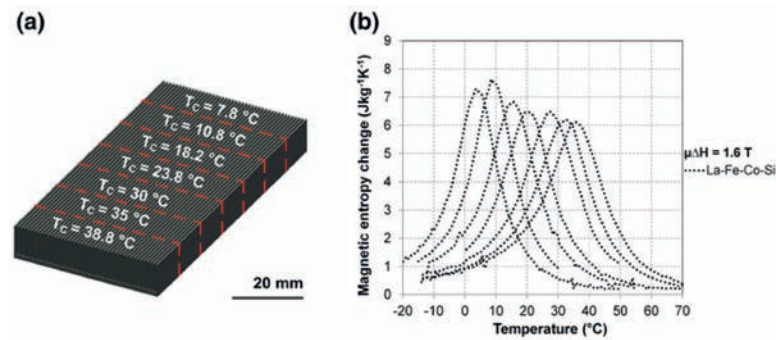 (a)
T_C = 7.8 °C
T_C = 10.8 °C
T_C = 18.2 °C
T_C = 23.8 °C
T_C = 30 °C
T_C = 35 °C
T_C = 38.8 °C
20 mm
(b)
Magnetic entropy change (Jkg⁻¹K⁻¹)
9
8
7
6
5
4
3
2
1
0
-20 -10 0 10 20 30 40 50 60 70
Temperature (°C)
µΔH = 1.6 T
La-Fe-Co-Si